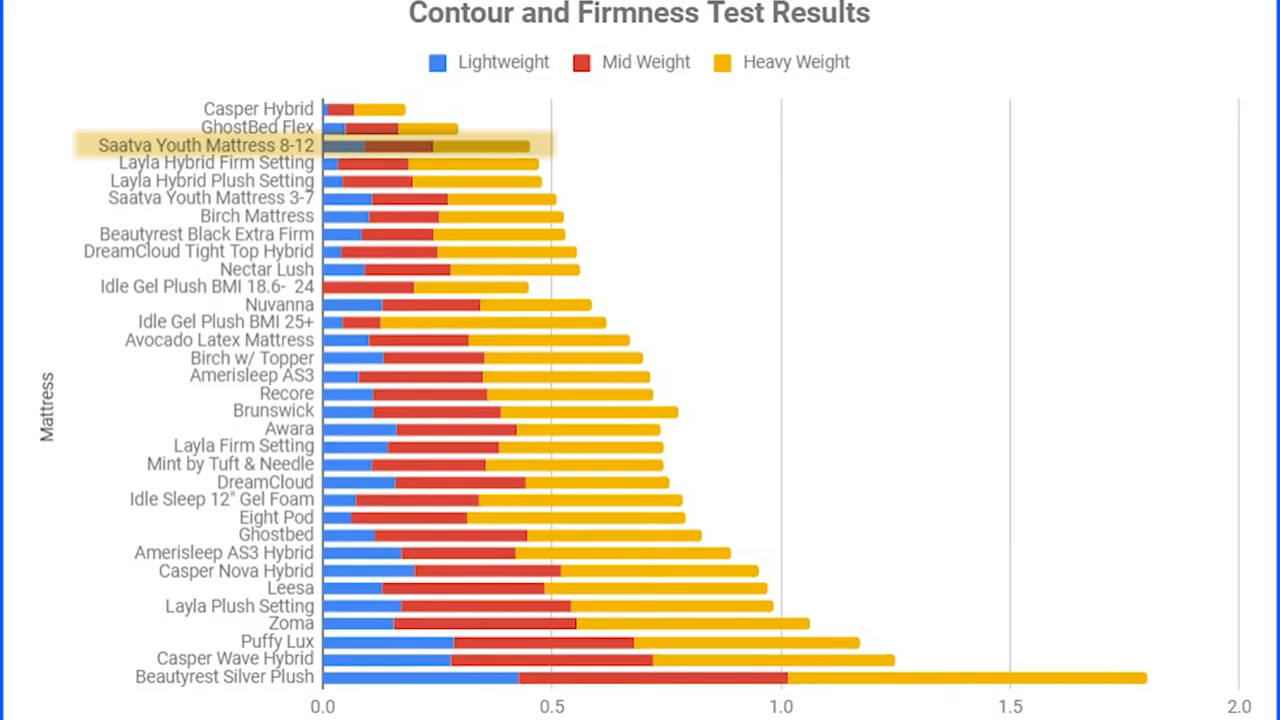 Contour and Firmness Test Results
Lightweight Mid Weight Heavy Weight
Casper Hybrid
GhostBed Flex
Saatva Youth Mattress 8-12
Layla Hybrid Firm Setting
Layla Hybrid Plush Setting
Saatva Youth Mattress 3-7
Birch Mattress
Beautyrest Black Extra Firm
DreamCloud Tight Top Hybrid
Nectar Lush
Idle Gel Plush BMI 18.6- 24
Nuvanna
Idle Gel Plush BMI 25+
Avocado Latex Mattress
Birch w/ Topper
Amerisleep AS3
Recore
Brunswick
Awara
Layla Firm Setting
Mint by Tuft & Needle
DreamCloud
Idle Sleep 12" Gel Foam
Eight Pod
Ghostbed
Amerisleep AS3 Hybrid
Casper Nova Hybrid
Leesa
Layla Plush Setting
Zoma
Puffy Lux
Casper Wave Hybrid
Beautyrest Silver Plush
Mattress
0.0 0.5 1.0 1.5 2.0